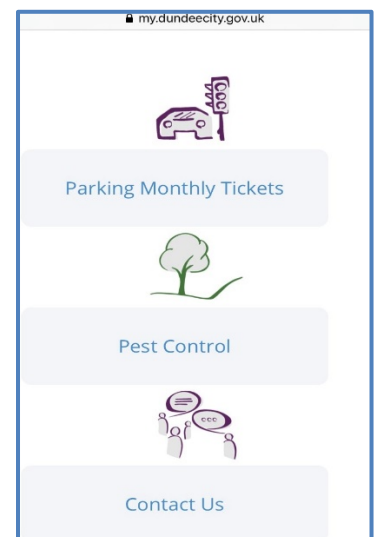 my.dundeecity.gov.uk
Parking Monthly Tickets
Pest Control
Contact Us